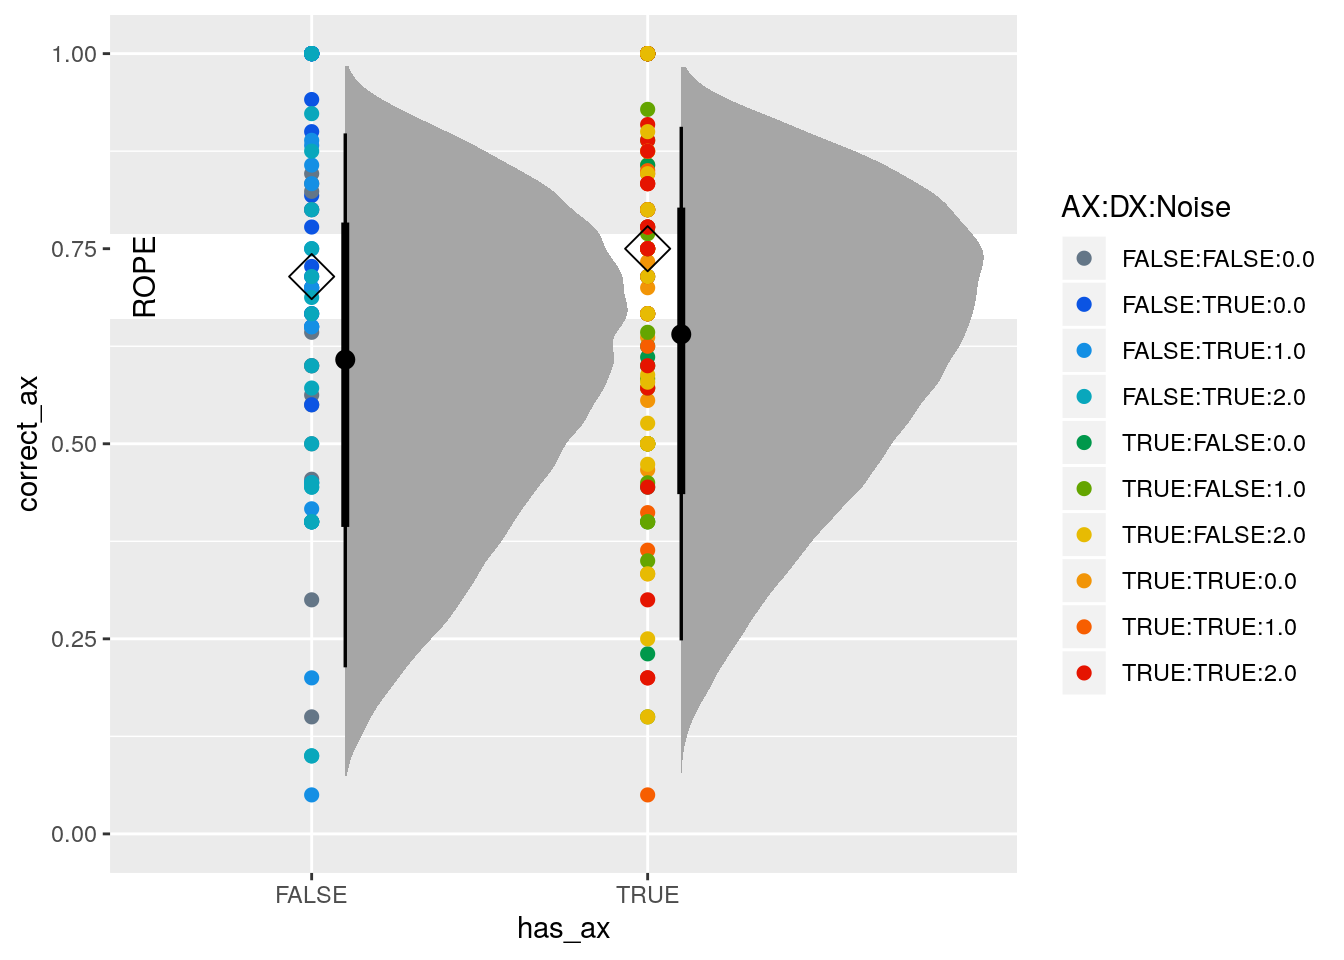 1.00
0.75
0.50
0.25
0.00
correct_ax
ROPE
FALSE
TRUE
has_ax
AX:DX:Noise
FALSE:FALSE:0.0
FALSE:TRUE:0.0
FALSE:TRUE:1.0
FALSE:TRUE:2.0
TRUE:FALSE:0.0
TRUE:FALSE:1.0
TRUE:FALSE:2.0
TRUE:TRUE:0.0
TRUE:TRUE:1.0
TRUE:TRUE:2.0